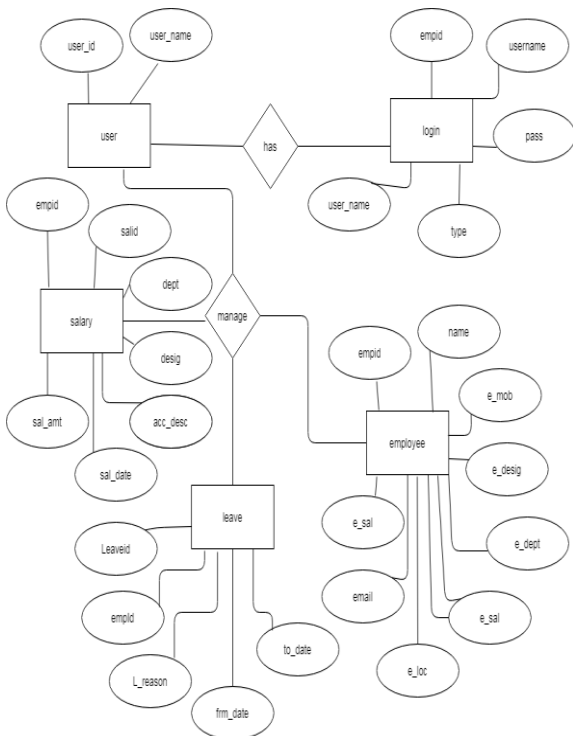 user_id
user_name
empid
username
user
has
login
pass
user_name
type
empid
salid
dept
salary
manage
desig
sal_amt
acc_desc
sal_date
name
empid
e_mob
employee
e_desig
e_sal
e_dept
email
e_sal
e_loc
leave
Leaveid
empId
L_reason
to_date
frm_date